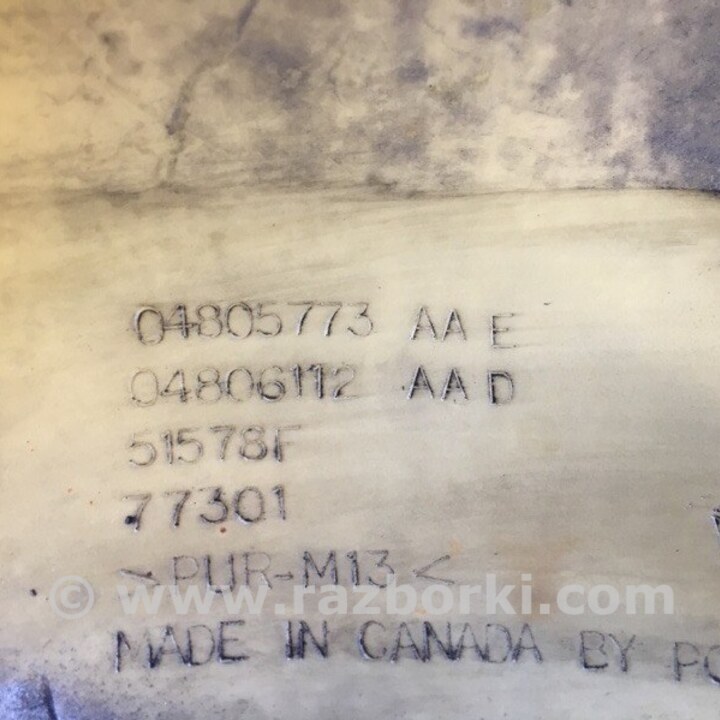 04805773 AA E
04806112 AA D
51578F
77301
>PUR-M13<
© www.razborki.com
MADE IN CANADA BY